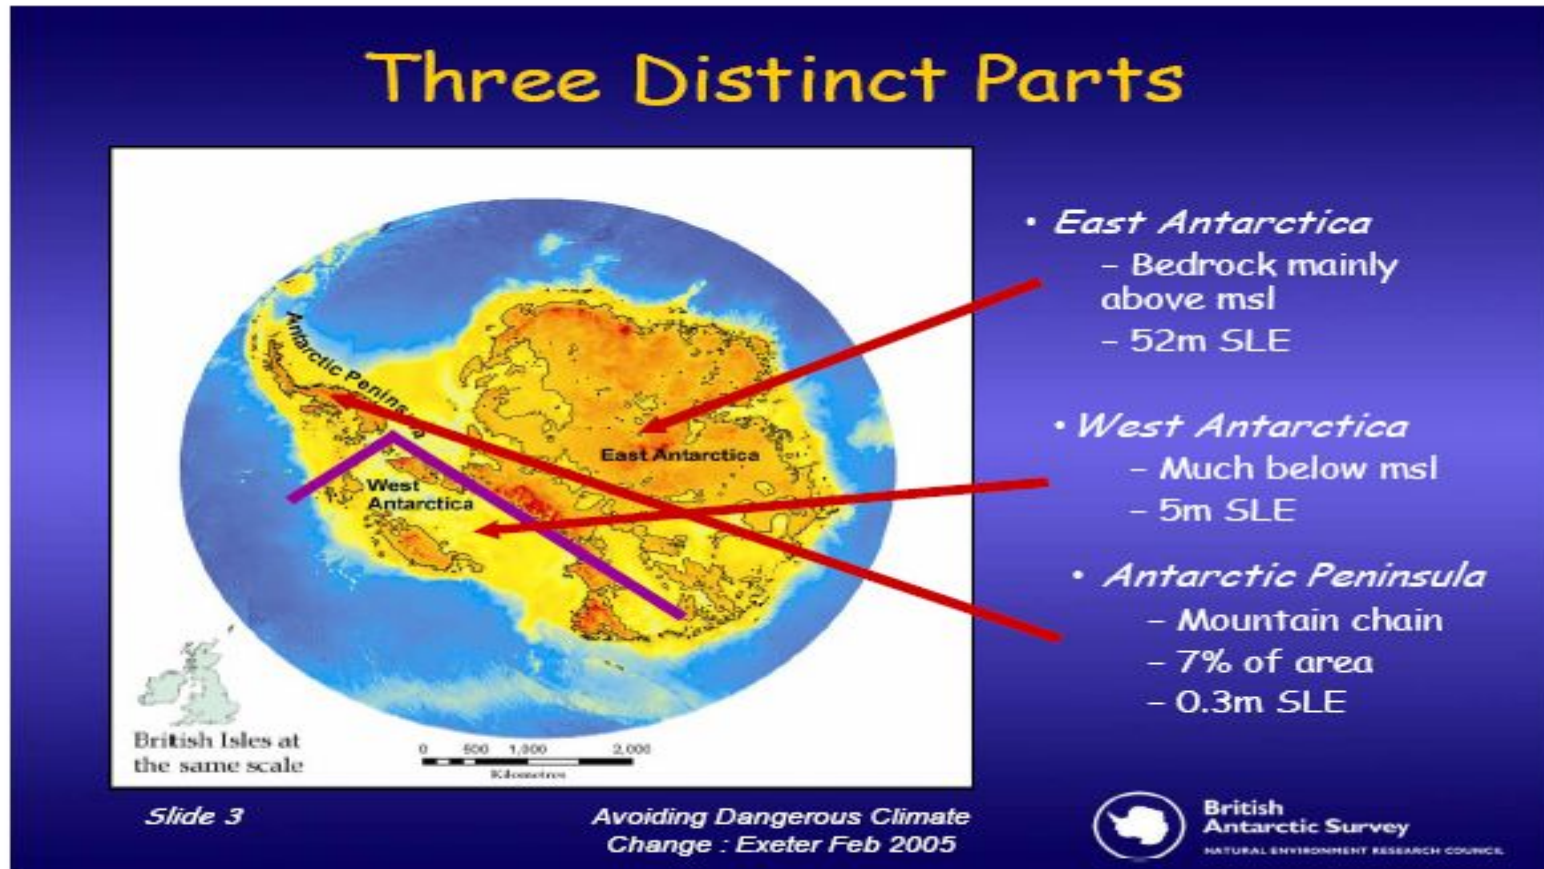 Three Distinct Parts
Antarctic Peninsula
East Antarctica
West
Antarctica
British Isles at
the same scale
0 500 1,000 2,000
Kilometres
• East Antarctica
– Bedrock mainly
above msl
– 52m SLE
• West Antarctica
– Much below msl
– 5m SLE
• Antarctic Peninsula
– Mountain chain
– 7% of area
– 0.3m SLE
Slide 3
Avoiding Dangerous Climate
Change : Exeter Feb 2005
British
Antarctic Survey
NATURAL ENVIRONMENT RESEARCH COUNCIL